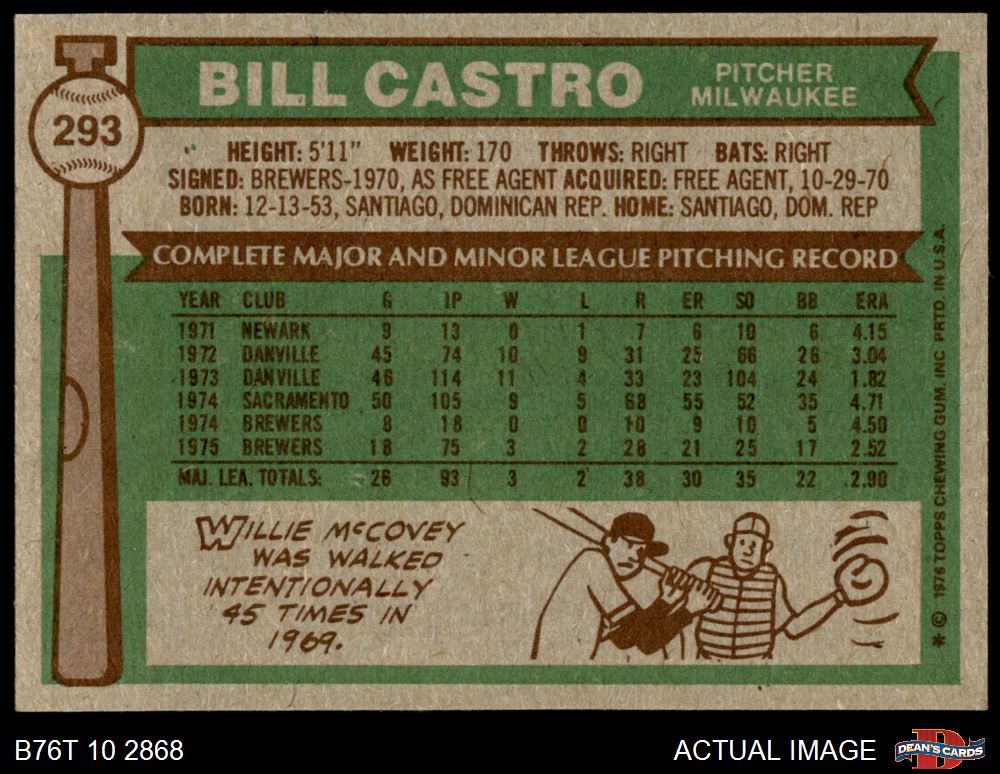 293
BILL CASTRO
PITCHER
MILWAUKEE
HEIGHT: 5'11" WEIGHT: 170 THROWS: RIGHT BATS: RIGHT
SIGNED: BREWERS-1970, AS FREE AGENT ACQUIRED: FREE AGENT, 10-29-70
BORN: 12-13-53, SANTIAGO, DOMINICAN REP. HOME: SANTIAGO, DOM. REP
COMPLETE MAJOR AND MINOR LEAGUE PITCHING RECORD
YEAR CLUB G IP W L R ER SO BB ERA
1971 NEWARK 9 13 0 1 7 6 10 6 4.15
1972 DANVILLE 45 74 10 9 31 25 66 26 3.04
1973 DANVILLE 46 114 11 4 33 23 104 24 1.82
1974 SACRAMENTO 50 105 9 5 68 55 52 35 4.71
1974 BREWERS 8 18 0 0 10 9 10 5 4.50
1975 BREWERS 18 75 3 2 28 21 25 17 2.52
MAJ. LEA. TOTALS: 26 93 3 2 38 30 35 22 2.90
WILLIE McCOVEY
WAS WALKED
INTENTIONALLY
45 TIMES IN
1969.
* © 1976 TOPPS CHEWING GUM, INC. PRTD. IN U.S.A.
B76T 10 2868
ACTUAL IMAGE
D
DEAN'S CARDS